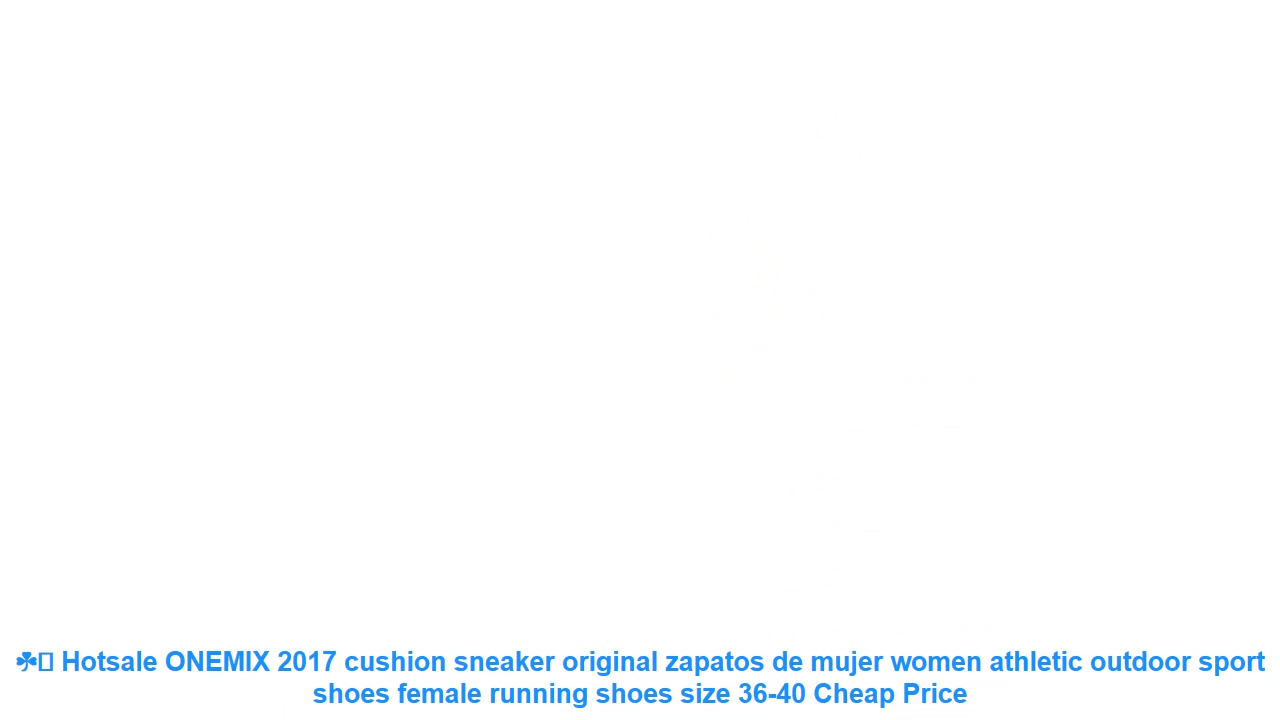 ☘️ Hotsale ONEMIX 2017 cushion sneaker original zapatos de mujer women athletic outdoor sport
shoes female running shoes size 36-40 Cheap Price